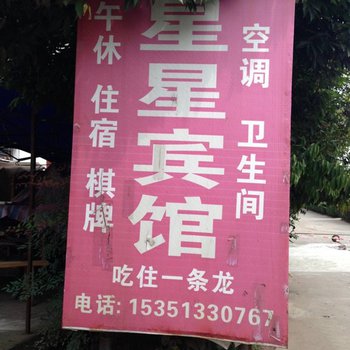 星星宾馆
午休 住宿 棋牌
空调 卫生间
吃住一条龙
电话: 15351330767